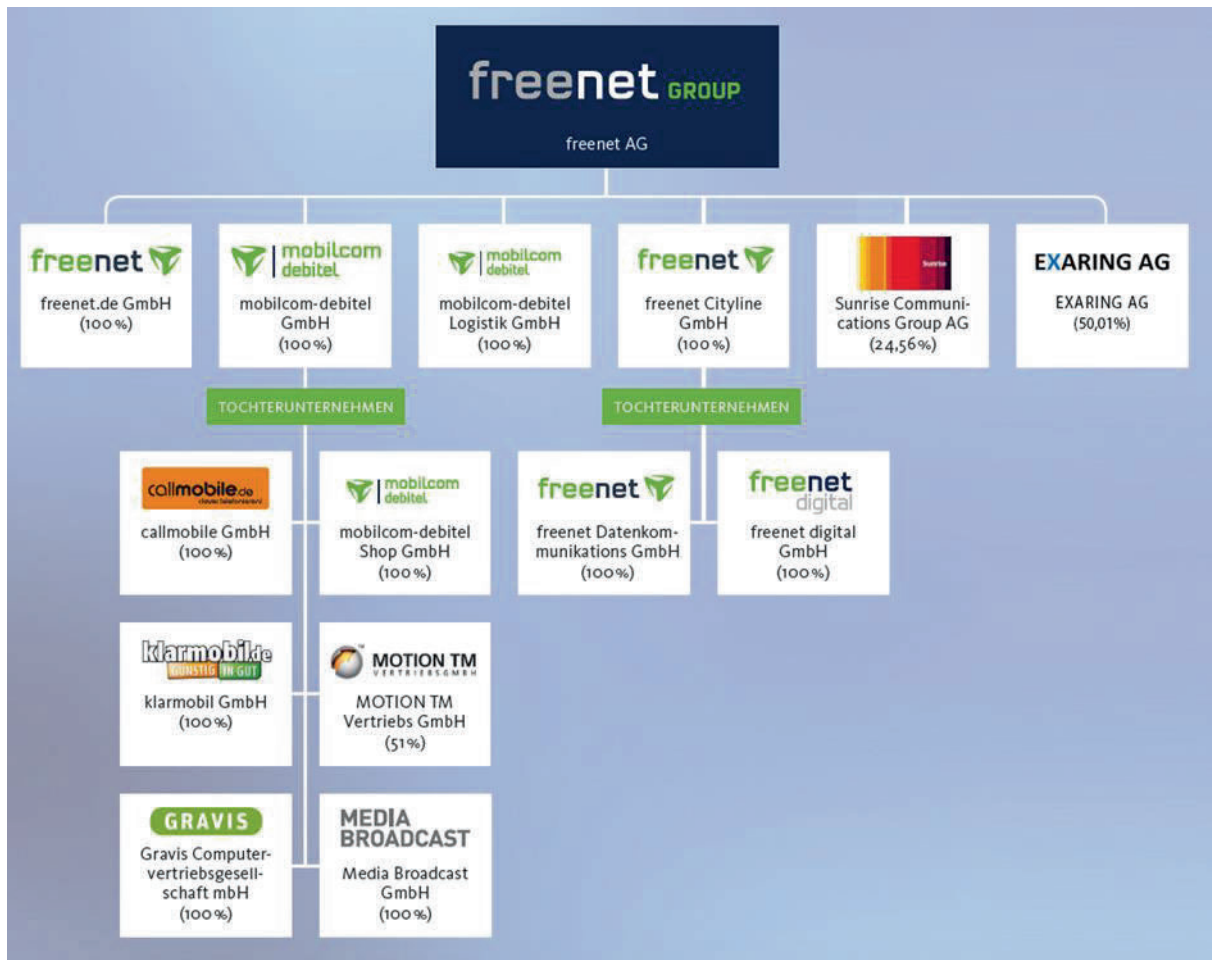 freenet GROUP
freenet AG
freenet
freenet.de GmbH
(100%)
mobilcom
debitel
mobilcom-debitel
GmbH
(100%)
mobilcom
debitel
mobilcom-debitel
Logistik GmbH
(100%)
freenet
freenet Cityline
GmbH
(100%)
Sunrise
Sunrise Communi-
cations Group AG
(24,56%)
EXARING AG
EXARING AG
(50,01%)
TOCHTERUNTERNEHMEN
TOCHTERUNTERNEHMEN
callmobile.de
callmobile GmbH
(100%)
mobilcom
debitel
mobilcom-debitel
Shop GmbH
(100%)
freenet
freenet Datenkom-
munikations GmbH
(100%)
freenet
digital
freenet digital
GmbH
(100%)
klarmobil.de
GÜNSTIG IN GUT
klarmobil GmbH
(100%)
MOTION TM
VERTRIEBSGMBH
MOTION TM
Vertriebs GmbH
(51%)
GRAVIS
Gravis Computer-
vertriebsgesell-
schaft mbH
(100%)
MEDIA
BROADCAST
Media Broadcast
GmbH
(100%)